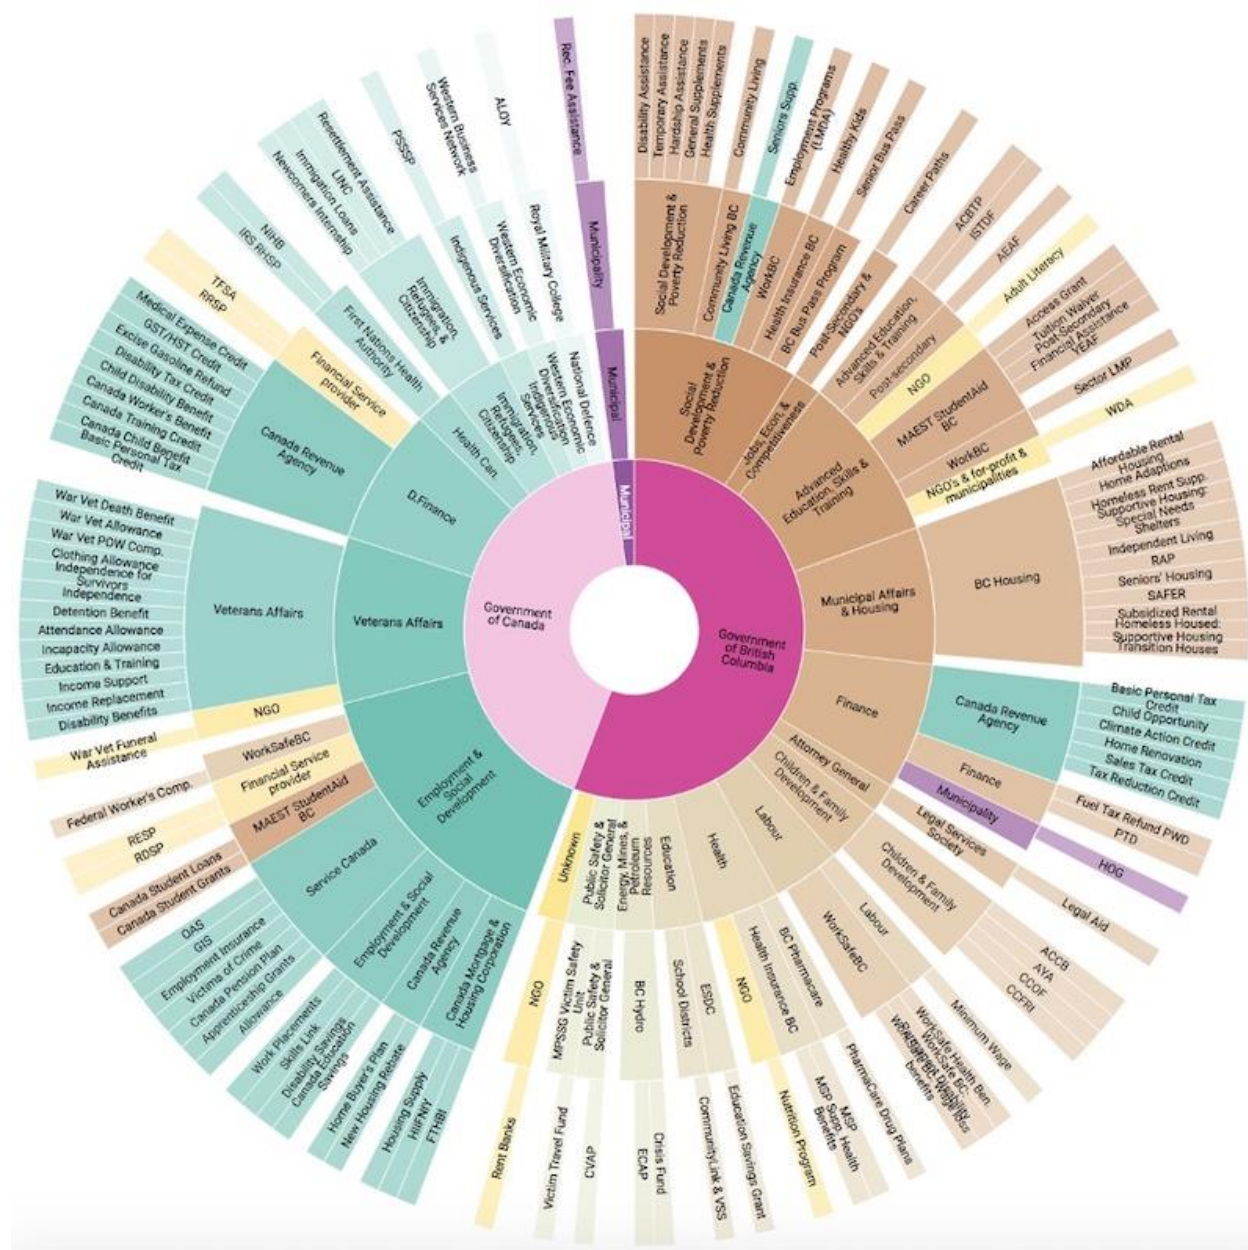 Government
of British
Columbia
Social
Development &
Poverty Reduction
Social Development &
Poverty Reduction
Disability Assistance
Temporary Assistance
Hardship Assistance
General Supplements
Health Supplements
Community Living BC
Community Living
Canada Revenue
Agency
Seniors Supp.
WorkBC
Employment Programs
(LMDA)
Health Insurance BC
Healthy Kids
BC Bus Pass Program
Senior Bus Pass
Jobs, Econ, &
Competitiveness
Post-Secondary &
NGO's
Career Paths
Advanced
Education, Skills &
Training
Advanced Education,
Skills & Training
ACBTP
ISTDF
Post-secondary
AEAF
NGO
Adult Literacy
MAEST StudentAid
BC
Access Grant
Tuition Waiver
Post-Secondary
Financial Assistance
YEAF
WorkBC
Sector LMP
NGO's & for-profit &
municipalities
WDA
Municipal Affairs
& Housing
BC Housing
Affordable Rental
Housing
Home Adaptions
Homeless Rent Supp.
Supportive Housing:
Special Needs
Shelters
Independent Living
RAP
Seniors' Housing
SAFER
Subsidized Rental
Homeless Housed:
Supportive Housing
Transition Houses
Finance
Canada Revenue
Agency
Basic Personal Tax
Credit
Child Opportunity
Climate Action Credit
Home Renovation
Sales Tax Credit
Tax Reduction Credit
Finance
Fuel Tax Refund PWD
PTD
Municipality
HOG
Attorney General
Legal Services
Society
Legal Aid
Children & Family
Development
Children & Family
Development
ACCB
AYA
CCOF
CCFRI
Labour
Labour
Minimum Wage
WorkSafeBC
WorkSafe Health Ben.
WorkSafe BC:
benefits
Health
BC Pharmacare
PharmaCare Drug Plans
Health Insurance BC
MSP
MSP Supp. Health
Benefits
NGO
Nutrition Program
Education
ESDC
Education Savings Grant
School Districts
CommunityLink & VSS
Energy, Mines, &
Petroleum
Resources
BC Hydro
Crisis Fund
ECAP
Public Safety &
Solicitor General
Public Safety &
Solicitor General
CVAP
MPSSG Victim Safety
Unit
Victim Travel Fund
Unknown
NGO
Rent Banks
Government
of Canada
Employment &
Social
Development
Canada Mortgage &
Housing Corporation
FTHBI
HIIFNIY
Housing Supply
Canada Revenue
Agency
New Housing Rebate
Home Buyer's Plan
Employment & Social
Development
Canada Education
Savings
Disability Savings
Skills Link
Work Placements
Service Canada
Allowance
Apprenticeship Grants
Canada Pension Plan
Victims of Crime
Employment Insurance
GIS
OAS
MAEST StudentAid
BC
Canada Student Grants
Canada Student Loans
Financial Service
provider
RDSP
RESP
WorkSafeBC
Federal Worker's Comp.
Veterans Affairs
NGO
War Vet Funeral
Assistance
Veterans Affairs
Disability Benefits
Income Replacement
Income Support
Education & Training
Incapacity Allowance
Attendance Allowance
Detention Benefit
Independence
Independence for
Survivors
Clothing Allowance
War Vet POW Comp.
War Vet Allowance
War Vet Death Benefit
D.Finance
Canada Revenue
Agency
Basic Personal Tax
Credit
Canada Child Benefit
Canada Training Credit
Canada Worker's Benefit
Child Disability Benefit
Disability Tax Credit
Excise Gasoline Refund
GST/HST Credit
Medical Expense Credit
Financial Service
provider
RRSP
TFSA
Health Can.
First Nations Health
Authority
IRS RHSP
NIHB
Immigration,
Refugees, &
Citizenship
Immigration,
Refugees, &
Citizenship
Newcomers Internship
Immigation Loans
LINC
Resettlement Assistance
Indigenous
Services
Indigenous Services
PSSSP
Western Economic
Diversification
Western Economic
Diversification
Western Business
Services Network
National Defence
Royal Military College
ALOY
Municipal
Municipal
Municipality
Rec. Fee Assistance